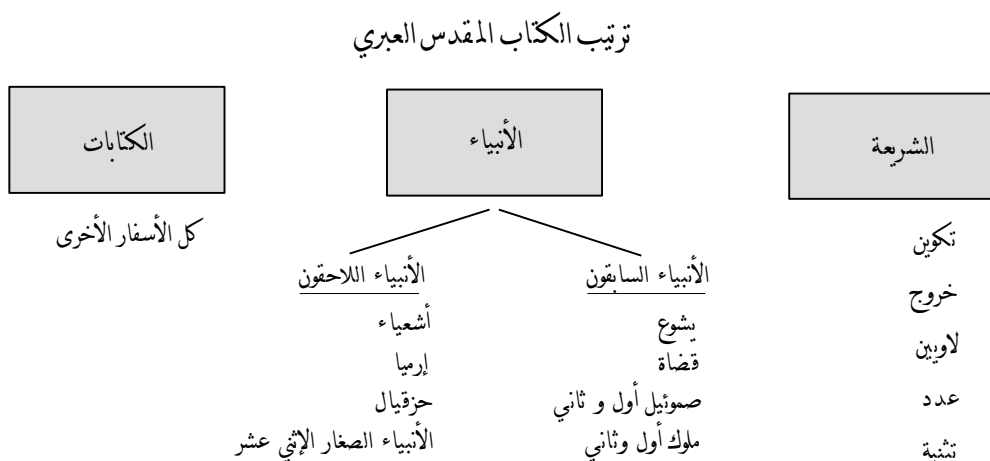 ترتيب الكتاب المقدس العبري
الشريعة
تكوين
خروج
لاويين
عدد
تثنية
الأنبياء
الأنبياء السابقون
يشوع
قضاة
صموئيل أول و ثاني
ملوك أول وثاني
الأنبياء اللاحقون
أشعياء
إرميا
حزقيال
الأنبياء الصغار الإثني عشر
الكتابات
كل الأسفار الأخرى